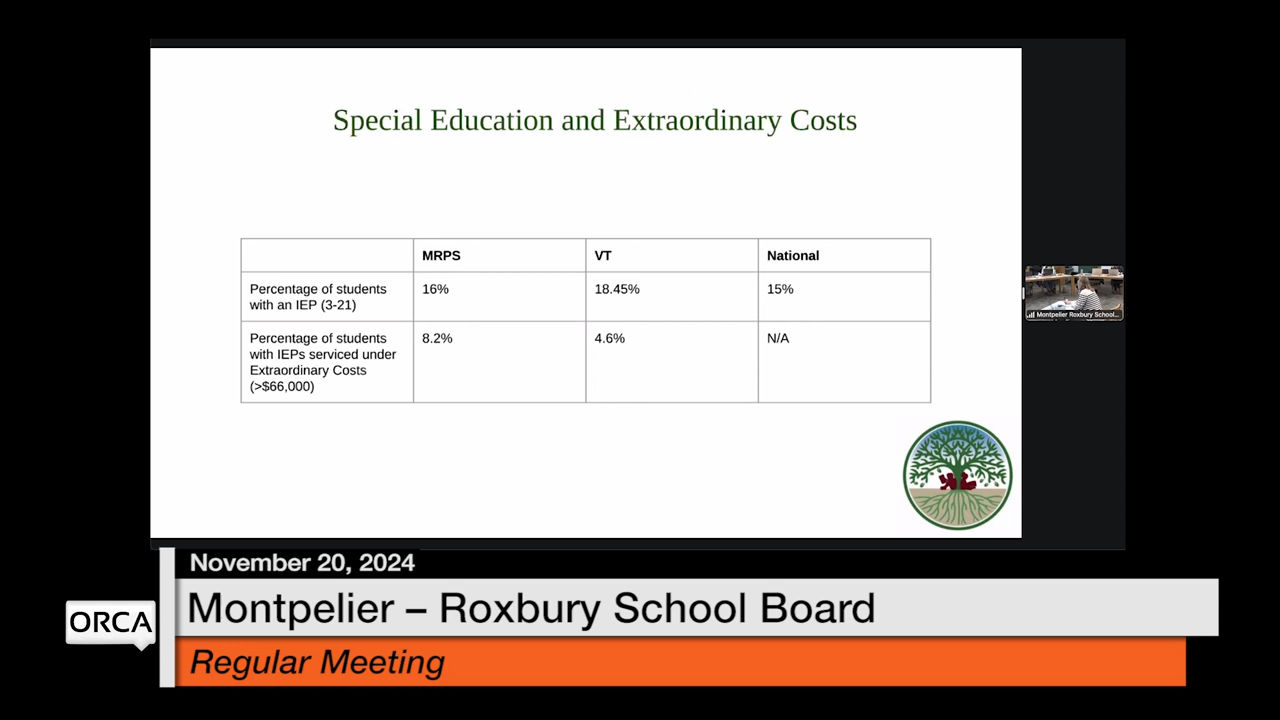 Special Education and Extraordinary Costs
MRPS VT National
Percentage of students
with an IEP (3-21)
16% 18.45% 15%
Percentage of students
with IEPs serviced under
Extraordinary Costs
(>$66,000)
8.2% 4.6% N/A
Montpelier Roxbury School...
November 20, 2024
ORCA
Montpelier – Roxbury School Board
Regular Meeting